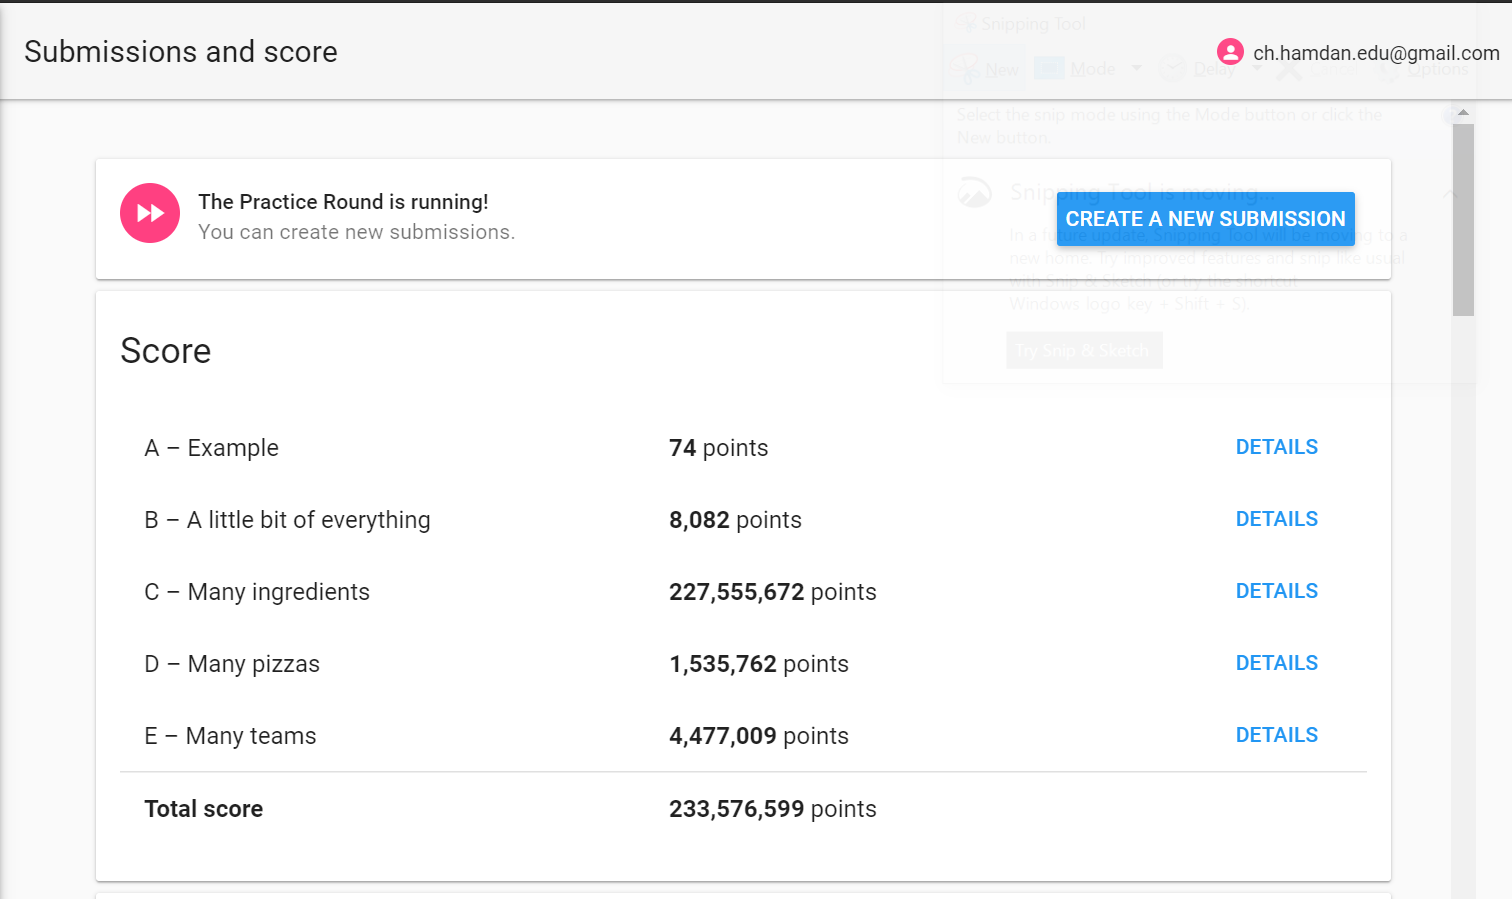 Snipping Tool
Submissions and score
ch.hamdan.edu@gmail.com
New Mode Delay Options
Select the snip mode using the Mode button or click the
New button.
The Practice Round is running!
You can create new submissions.
Snipping Tool is moving...
CREATE A NEW SUBMISSION
In a future update, Snipping Tool will be moving to a
new home. Try improved features and snip like usual
with Snip & Sketch (or try the shortcut
Windows logo key + Shift + S).
Try Snip & Sketch
Score
A – Example 74 points DETAILS
B – A little bit of everything 8,082 points DETAILS
C – Many ingredients 227,555,672 points DETAILS
D – Many pizzas 1,535,762 points DETAILS
E – Many teams 4,477,009 points DETAILS
Total score 233,576,599 points